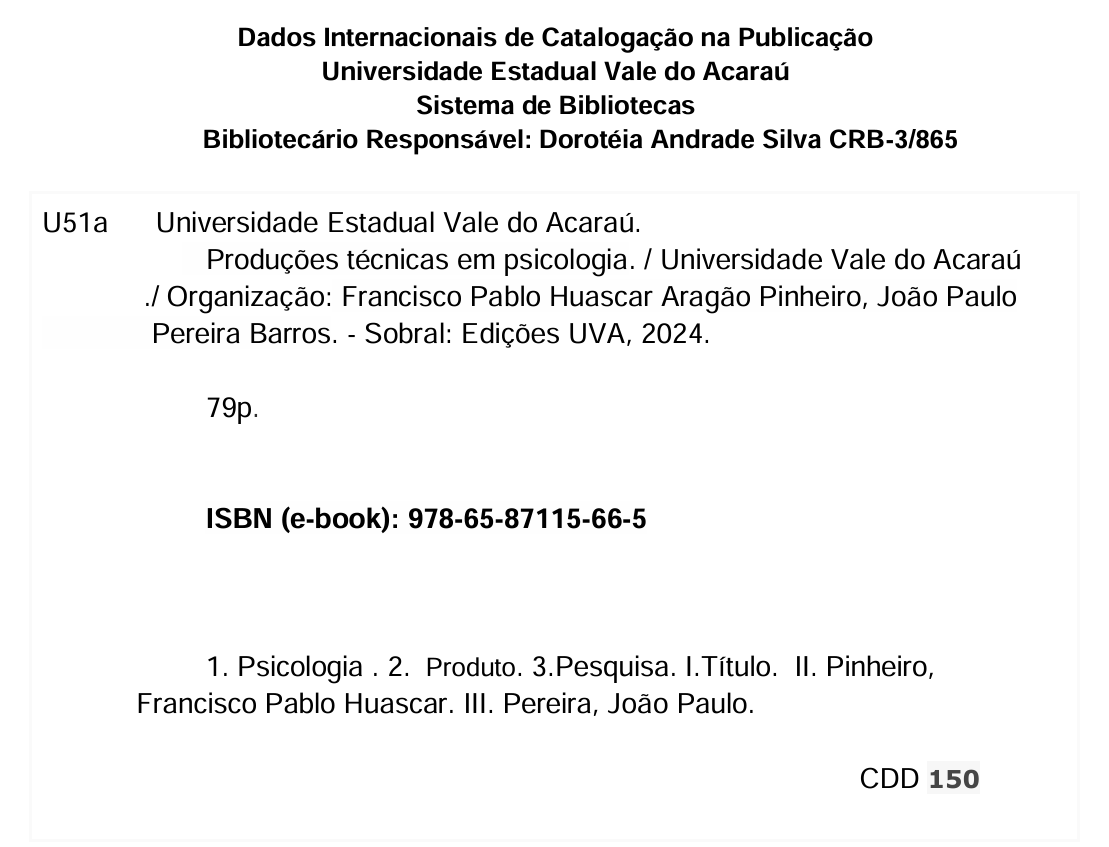 Dados Internacionais de Catalogação na Publicação
Universidade Estadual Vale do Acaraú
Sistema de Bibliotecas
Bibliotecário Responsável: Dorotéia Andrade Silva CRB-3/865
U51a Universidade Estadual Vale do Acaraú.
Produções técnicas em psicologia. / Universidade Vale do Acaraú
./ Organização: Francisco Pablo Huascar Aragão Pinheiro, João Paulo
Pereira Barros. - Sobral: Edições UVA, 2024.
79p.
ISBN (e-book): 978-65-87115-66-5
1. Psicologia . 2. Produto. 3.Pesquisa. I.Título. II. Pinheiro,
Francisco Pablo Huascar. III. Pereira, João Paulo.
CDD 150